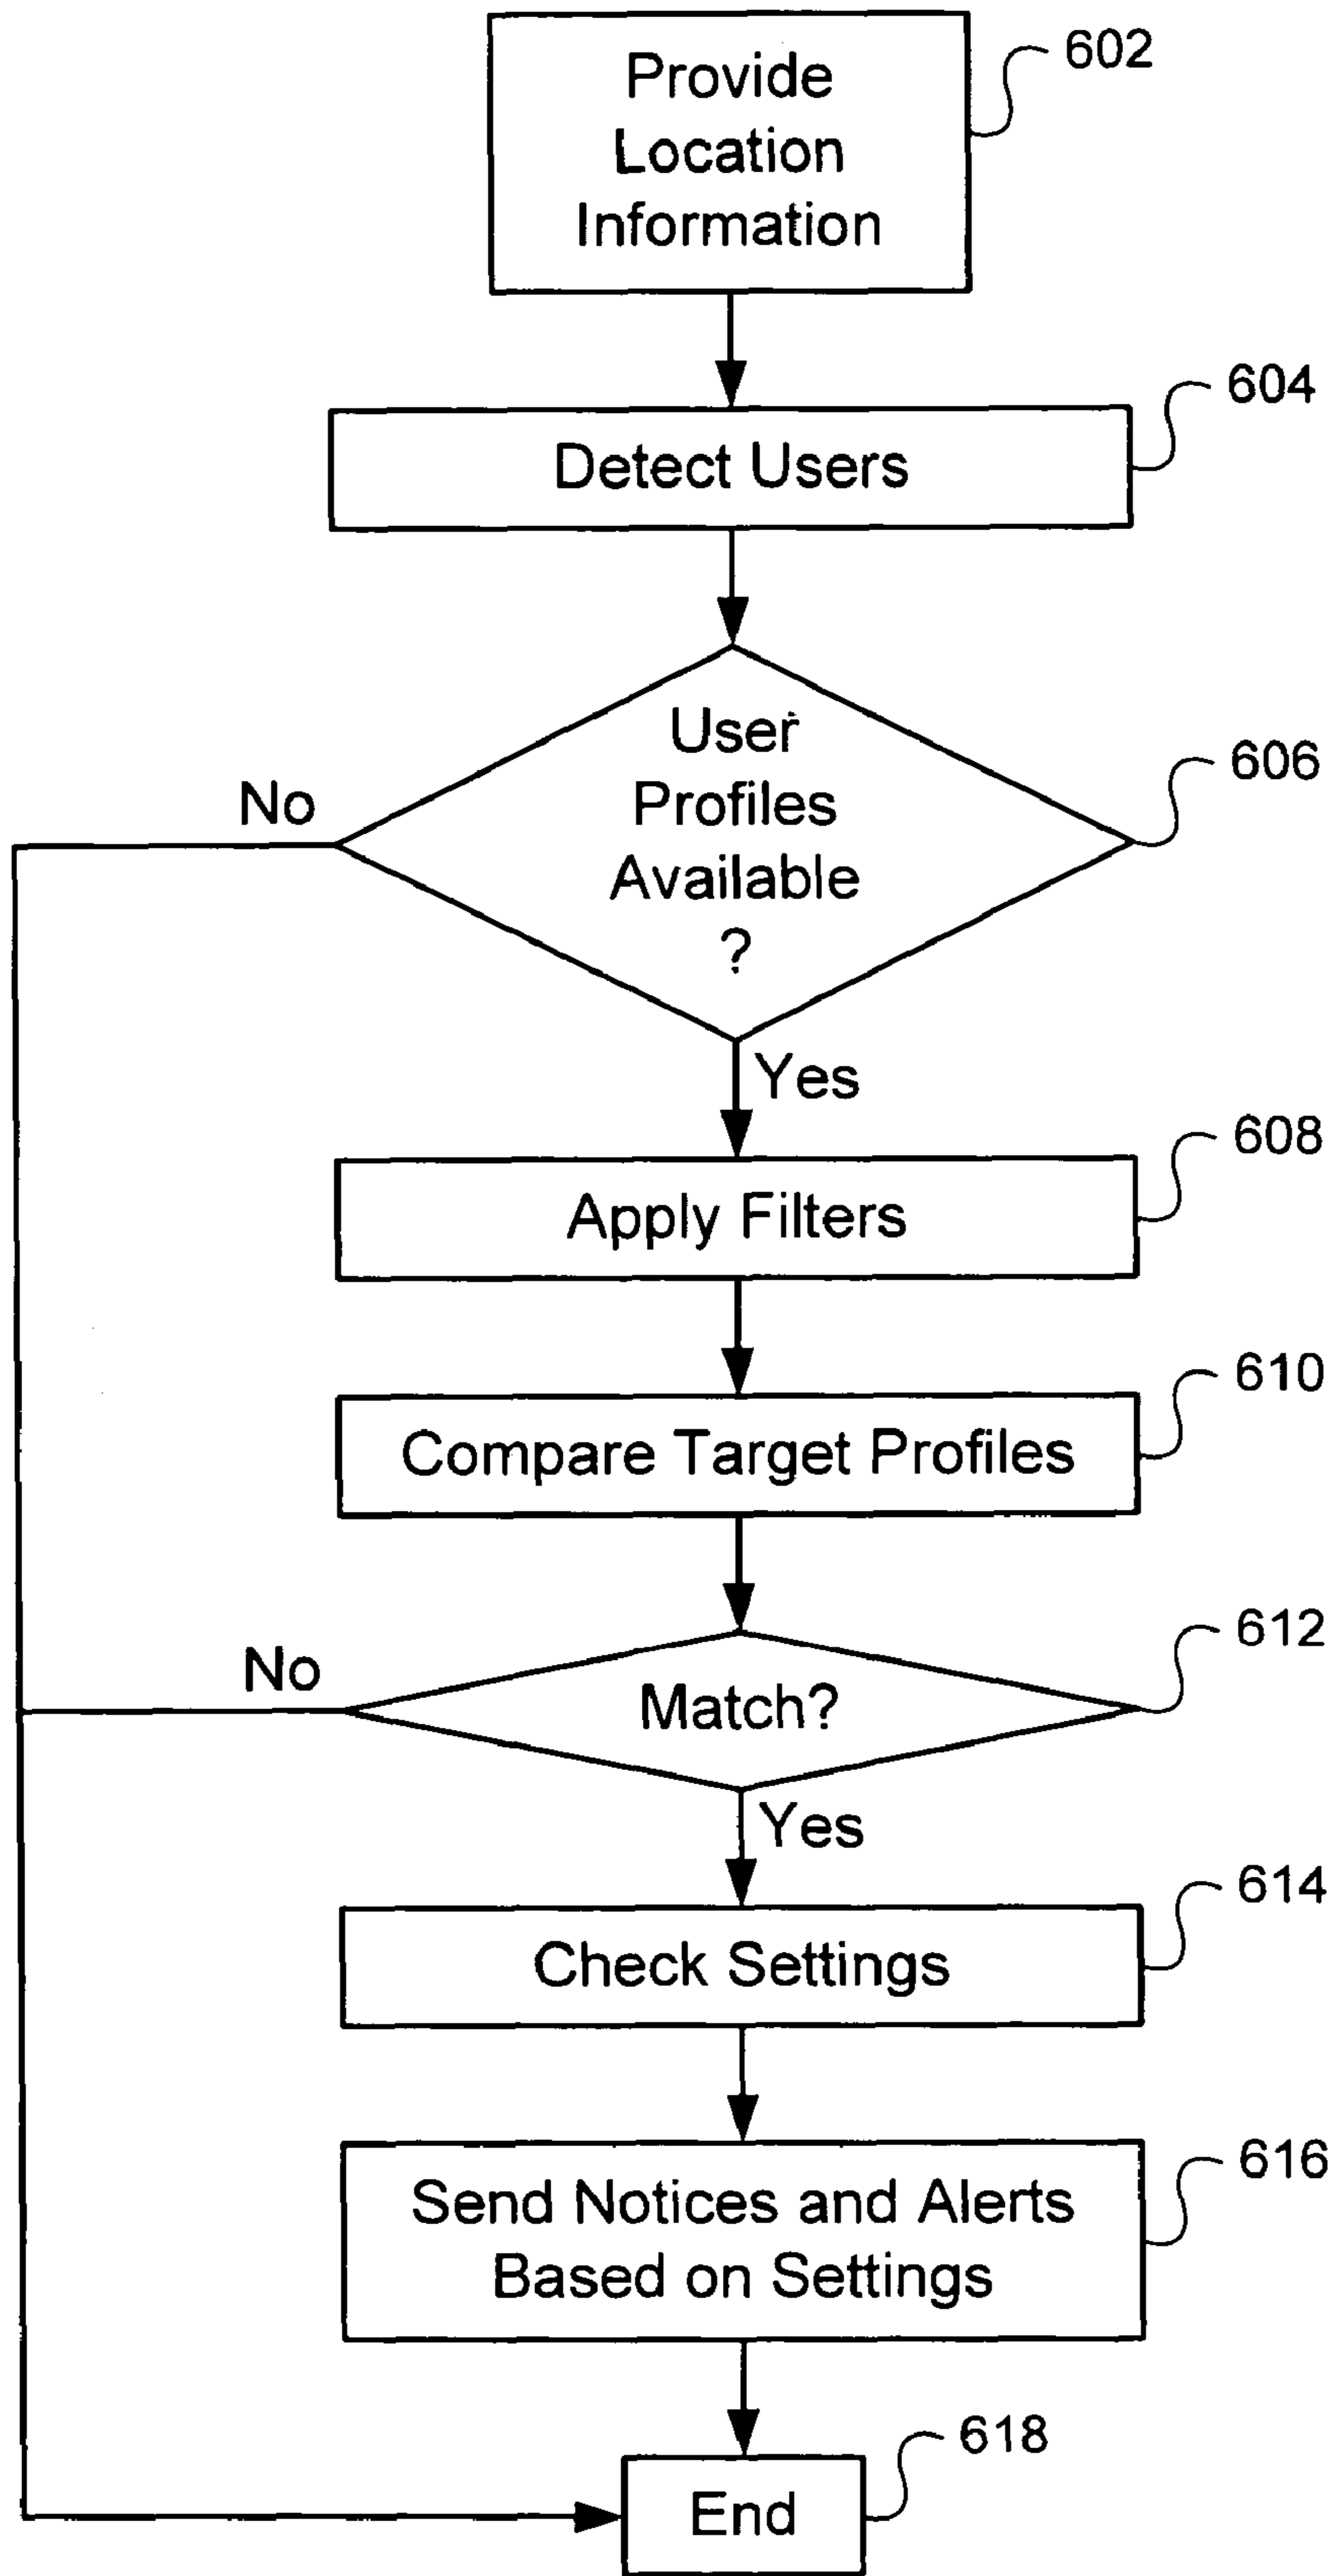 Provide
Location
Information
602
Detect Users
604
User
Profiles
Available
?
606
No
Yes
Apply Filters
608
Compare Target Profiles
610
Match?
612
No
Yes
Check Settings
614
Send Notices and Alerts
Based on Settings
616
End
618